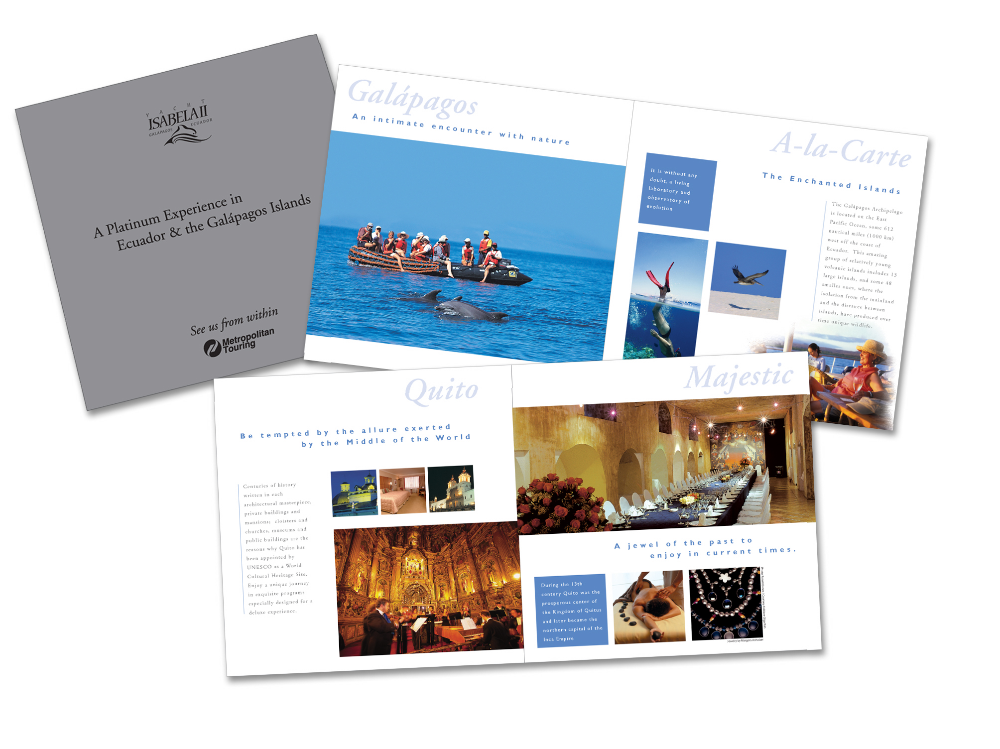 YACHT
ISABELA II
GALAPAGOS ECUADOR
A Platinum Experience in
Ecuador & the Galápagos Islands
See us from within
Metropolitan
Touring
Galápagos
An intimate encounter with nature
A-la-Carte
The Enchanted Islands
It is without any
doubt, a living
laboratory and
observatory of
evolution
The Galápagos Archipelago
is located on the East
Pacific Ocean, some 612
nautical miles (1000 km)
west off the coast of
Ecuador. This amazing
group of relatively young
volcanic islands includes 13
large islands, and some 48
smaller ones, where the
isolation from the mainland
and the distance between
islands, have produced over
time unique wildlife.
Quito
Be tempted by the allure exerted
by the Middle of the World
Centuries of history
written in each
architectural masterpiece,
private buildings and
mansions; cloisters and
churches, museums and
public buildings are the
reasons why Quito has
been appointed by
UNESCO as a World
Cultural Heritage Site.
Enjoy a unique journey
in exquisite programs
especially designed for a
deluxe experience.
Majestic
A jewel of the past to
enjoy in current times.
During the 13th
century Quito was the
prosperous center of
the Kingdom of Quitus
and later became the
northern capital of the
Inca Empire
Jewelry by Margara Anhalzer